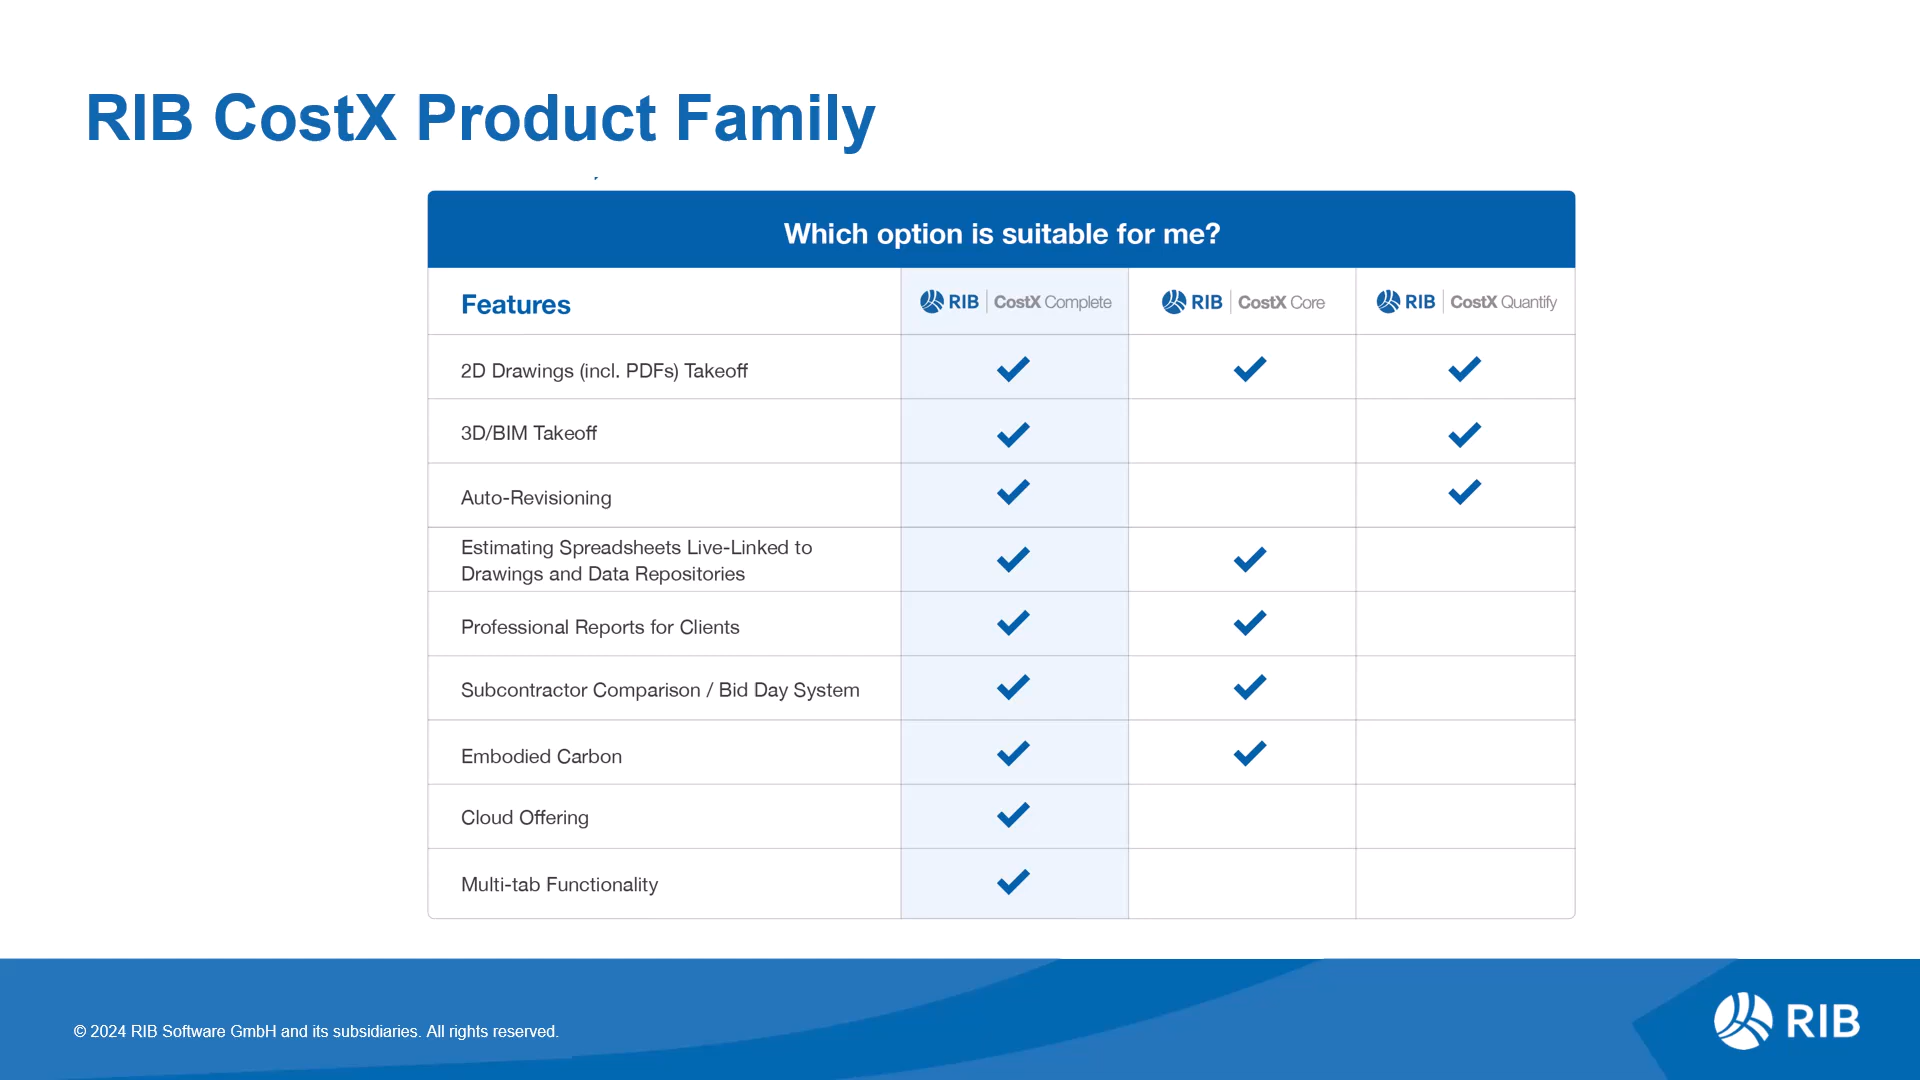 RIB CostX Product Family
Which option is suitable for me?
Features
RIB CostX Complete
RIB CostX Core
RIB CostX Quantify
2D Drawings (incl. PDFs) Takeoff
3D/BIM Takeoff
Auto-Revisioning
Estimating Spreadsheets Live-Linked to
Drawings and Data Repositories
Professional Reports for Clients
Subcontractor Comparison / Bid Day System
Embodied Carbon
Cloud Offering
Multi-tab Functionality
© 2024 RIB Software GmbH and its subsidiaries. All rights reserved.
RIB